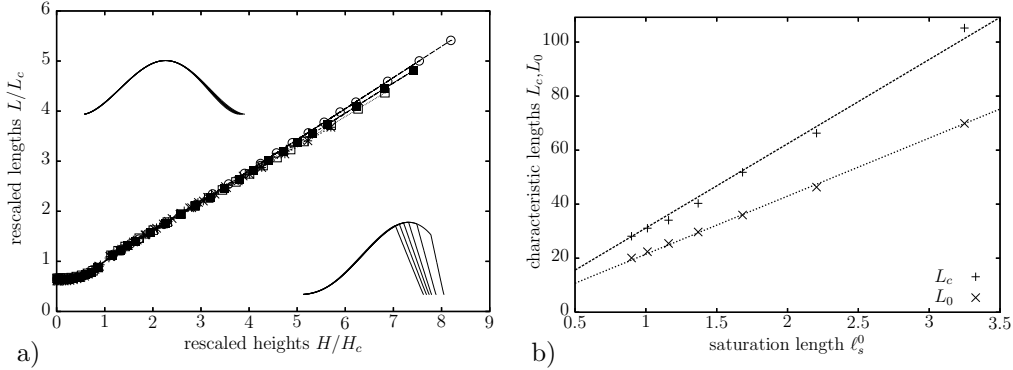 6
5
4
3
2
1
0
rescaled lengths L/L_c
0 1 2 3 4 5 6 7 8 9
rescaled heights H/H_c
a)
100
80
60
40
20
0
characteristic lengths L_c, L_0
L_c +
L_0 ×
0.5 1 1.5 2 2.5 3 3.5
saturation length ℓ_s^0
b)